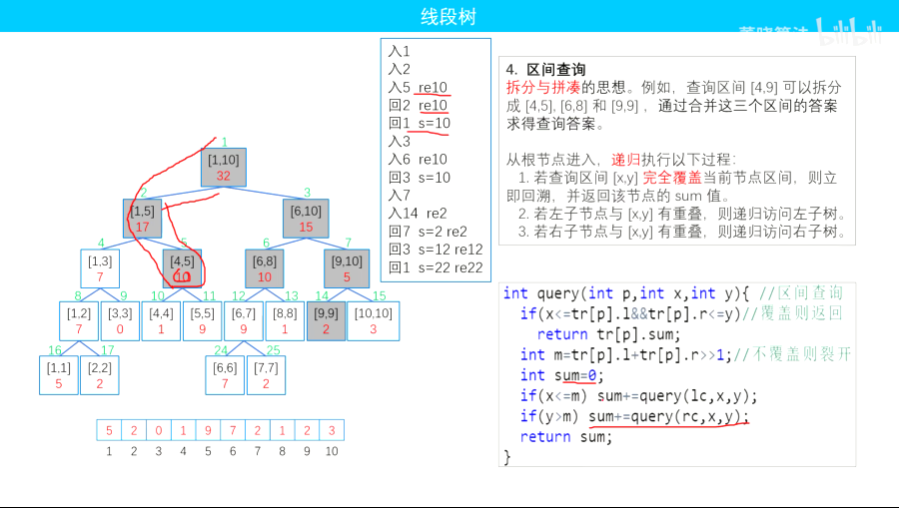 线段树
bilibili
入1
入2
入5 re10
回2 re10
回1 s=10
入3
入6 re10
回3 s=10
入7
入14 re2
回7 s=2 re2
回3 s=12 re12
回1 s=22 re22
4. 区间查询
拆分与拼凑的思想。例如，查询区间 [4,9] 可以拆分
成 [4,5], [6,8] 和 [9,9] ，通过合并这三个区间的答案
求得查询答案。
从根节点进入，递归执行以下过程：
1. 若查询区间 [x,y] 完全覆盖当前节点区间，则立
即回溯，并返回该节点的 sum 值。
2. 若左子节点与 [x,y] 有重叠，则递归访问左子树。
3. 若右子节点与 [x,y] 有重叠，则递归访问右子树。
int query(int p,int x,int y){ //区间查询
if(x<=tr[p].l&&tr[p].r<=y)//覆盖则返回
return tr[p].sum;
int m=tr[p].l+tr[p].r>>1;//不覆盖则裂开
int sum=0;
if(x<=m) sum+=query(lc,x,y);
if(y>m) sum+=query(rc,x,y);
return sum;
}
1
[1,10]
32
2 3
[1,5] [6,10]
17 15
4 5 6 7
[1,3] [4,5] [6,8] [9,10]
7 10 10 5
8 9 10 11 12 13 14 15
[1,2] [3,3] [4,4] [5,5] [6,7] [8,8] [9,9] [10,10]
7 0 1 9 9 1 2 3
16 17 24 25
[1,1] [2,2] [6,6] [7,7]
5 2 7 2
5 2 0 1 9 7 2 1 2 3
1 2 3 4 5 6 7 8 9 10